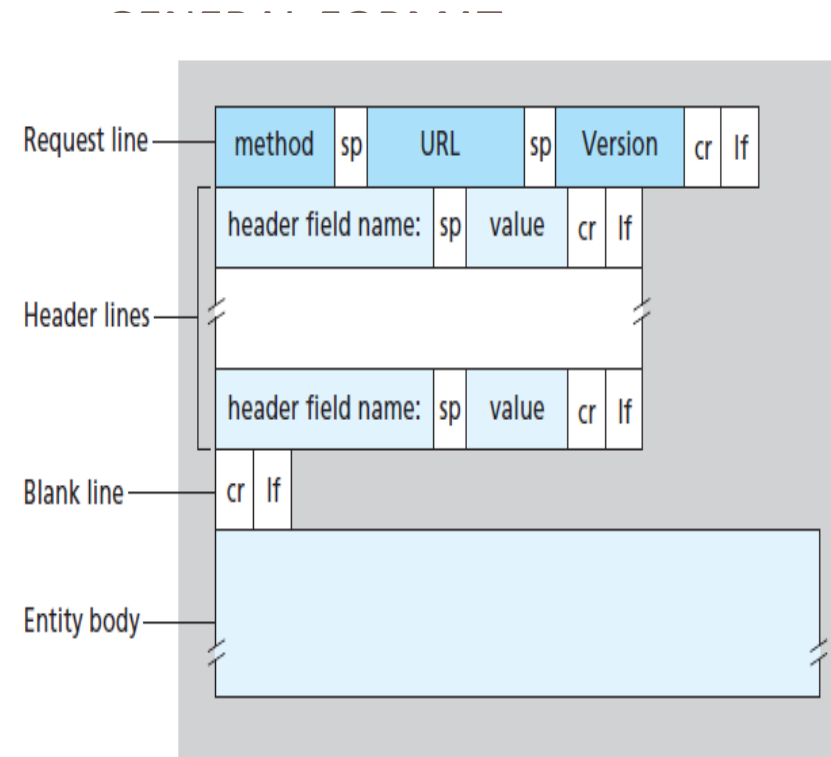 Request line
method sp URL sp Version cr lf
header field name: sp value cr lf
Header lines
header field name: sp value cr lf
Blank line
cr lf
Entity body